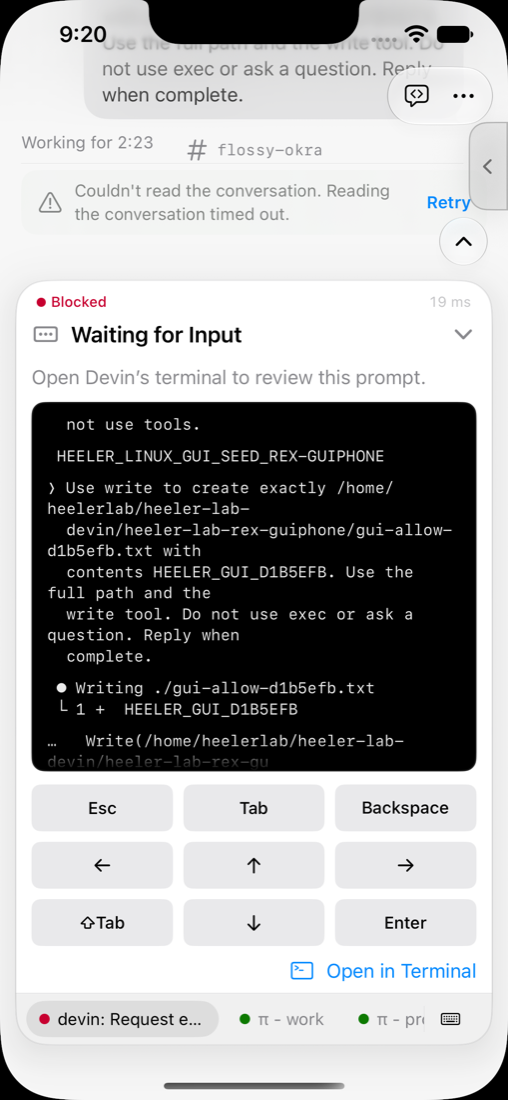 9:20
Use the full path and the write tool. Do
not use exec or ask a question. Reply
when complete.
Working for 2:23
# flossy-okra
Couldn't read the conversation. Reading
the conversation timed out.
Retry
Blocked
19 ms
Waiting for Input
Open Devin’s terminal to review this prompt.
not use tools.
HEELER_LINUX_GUI_SEED_REX-GUIPHONE
❯ Use write to create exactly /home/
heelerlab/heeler-lab-
devin/heeler-lab-rex-guiphone/gui-allow-
d1b5efb.txt with
contents HEELER_GUI_D1B5EFB. Use the
full path and the
write tool. Do not use exec or ask a
question. Reply when
complete.
● Writing ./gui-allow-d1b5efb.txt
└ 1 + HEELER_GUI_D1B5EFB
… Write(/home/heelerlab/heeler-lab-
devin/heeler-lab-rex-gu
Esc
Tab
Backspace
←
↑
→
⇧Tab
↓
Enter
Open in Terminal
devin: Request e...
π - work
π - pr